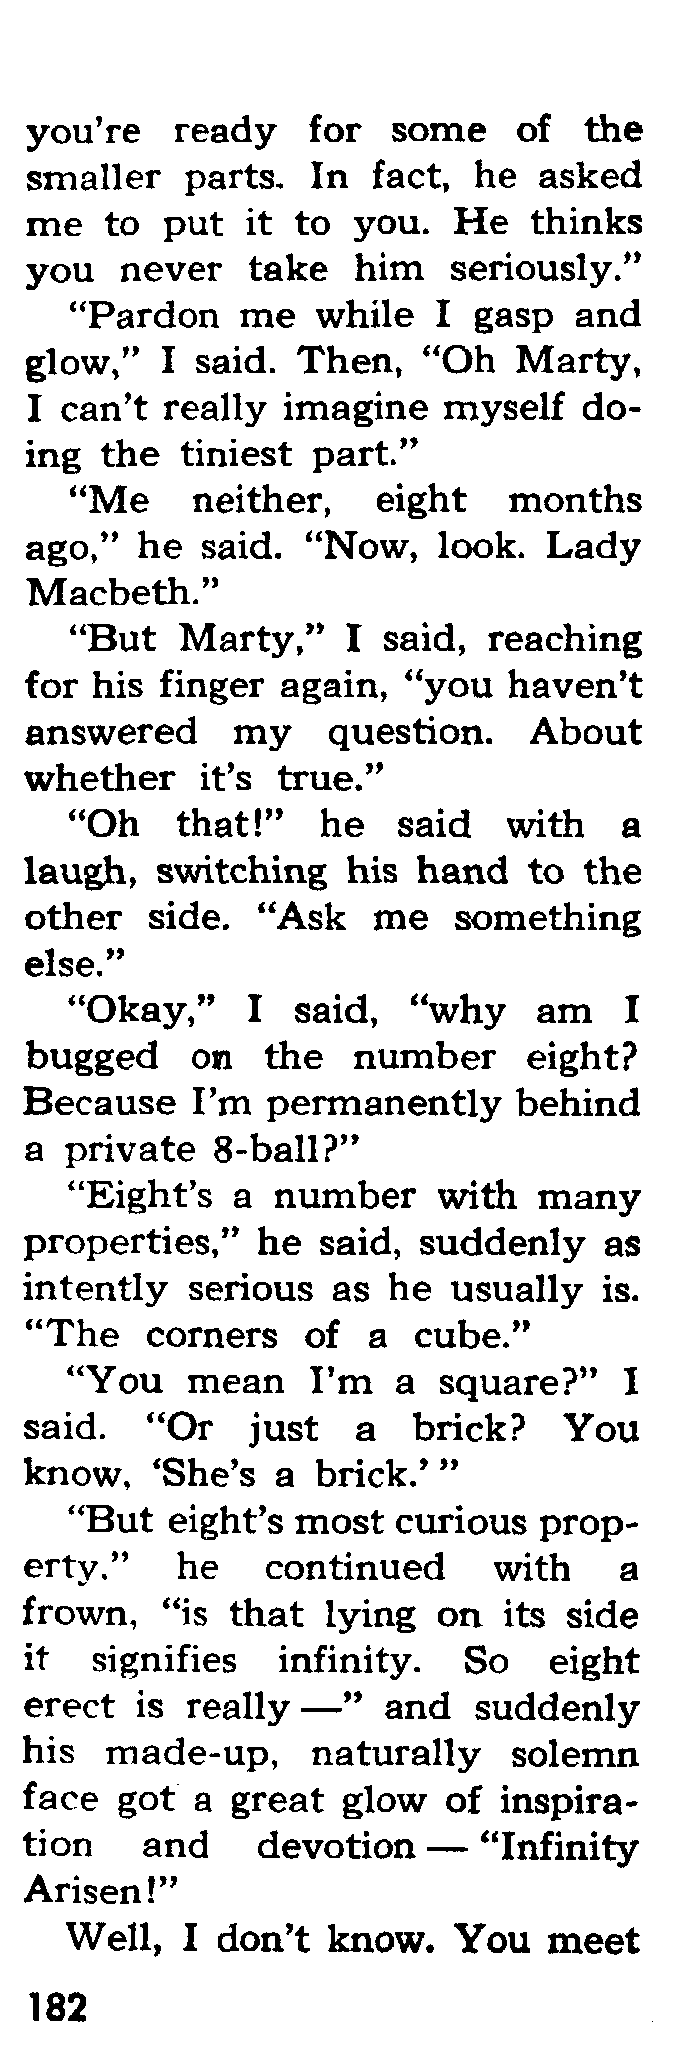 you're ready for some of the
smaller parts. In fact, he asked
me to put it to you. He thinks
you never take him seriously.”
“Pardon me while I gasp and
glow,” I said. Then, “Oh Marty,
I can't really imagine myself do-
ing the tiniest part.”
“Me neither, eight months
ago,” he said. “Now, look. Lady
Macbeth.”
“But Marty,” I said, reaching
for his finger again, “you haven't
answered my question. About
whether it's true.”
“Oh that!” he said with a
laugh, switching his hand to the
other side. “Ask me something
else.”
“Okay,” I said, “why am I
bugged on the number eight?
Because I'm permanently behind
a private 8-ball?”
“Eight's a number with many
properties,” he said, suddenly as
intently serious as he usually is.
“The corners of a cube.”
“You mean I'm a square?” I
said. “Or just a brick? You
know, ‘She's a brick.’ ”
“But eight's most curious prop-
erty,” he continued with a
frown, “is that lying on its side
it signifies infinity. So eight
erect is really —” and suddenly
his made-up, naturally solemn
face got a great glow of inspira-
tion and devotion — “Infinity
Arisen!”
Well, I don't know. You meet
182